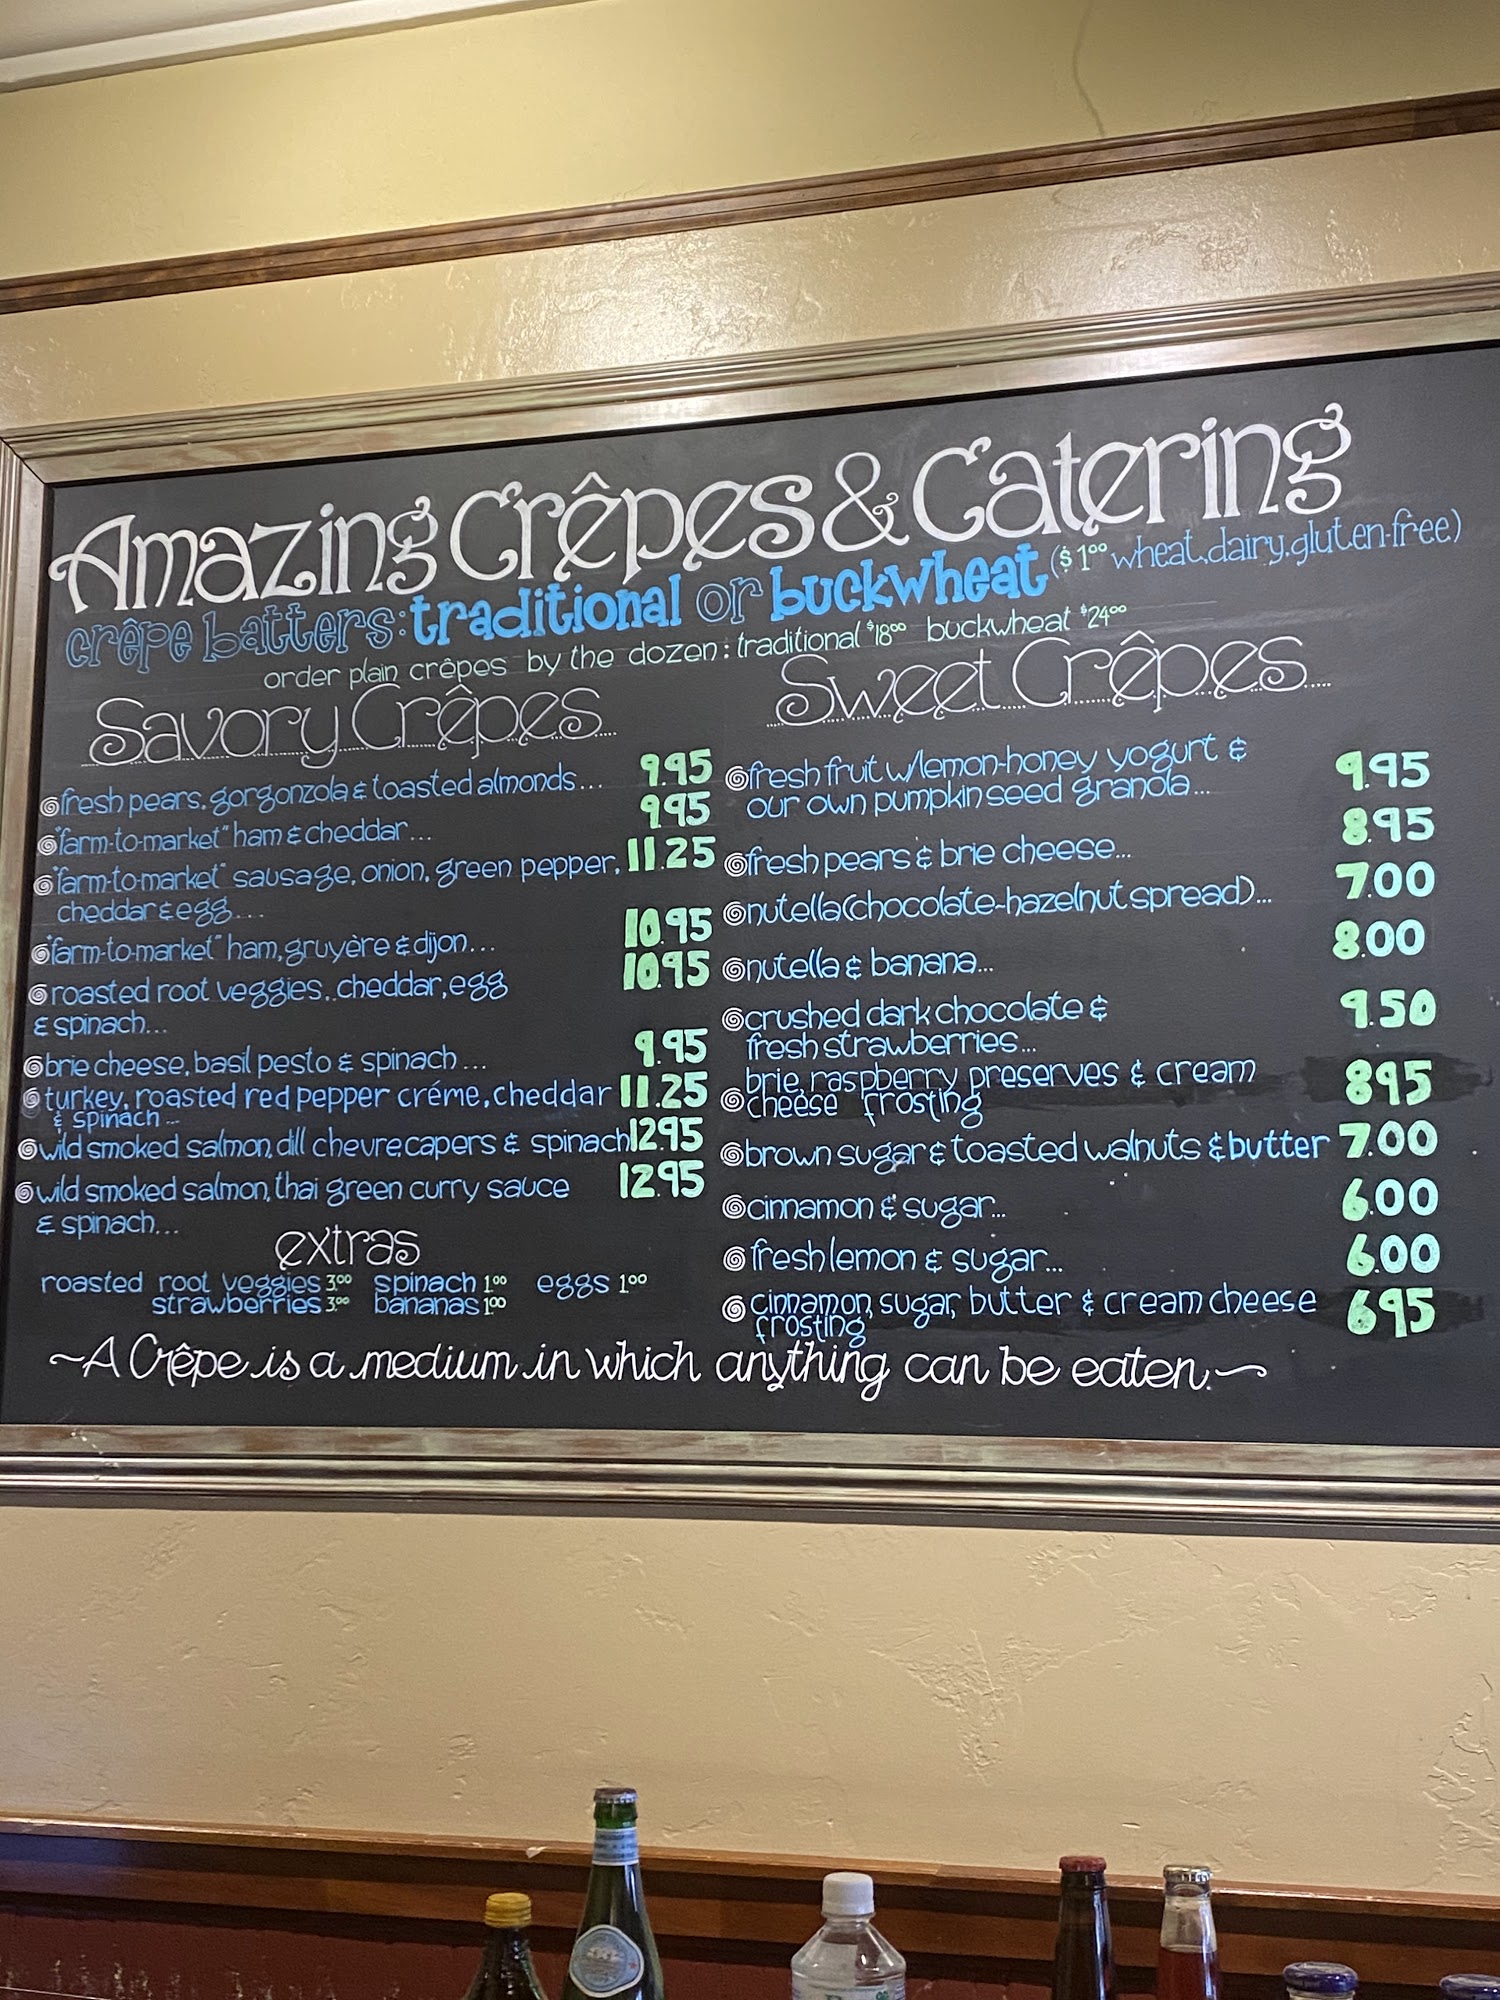 Amazing Crêpes & Catering
crêpe batters: traditional or buckwheat ($1.00 wheat, dairy, gluten-free)
order plain crêpes by the dozen: traditional $18.00 buckwheat $24.00
Savory Crêpes
fresh pears, gorgonzola & toasted almonds... 9.95
"farm-to-market" ham & cheddar... 9.95
"farm-to-market" sausage, onion, green pepper, 11.25
cheddar & egg....
"farm-to-market" ham, gruyère & dijon... 10.95
roasted root veggies, cheddar, egg 10.95
& spinach...
brie cheese, basil pesto & spinach... 9.95
turkey, roasted red pepper créme, cheddar 11.25
& spinach...
wild smoked salmon, dill chevre, capers & spinach 12.95
wild smoked salmon, thai green curry sauce 12.95
& spinach...
extras
roasted root veggies 3.00 spinach 1.00 eggs 1.00
strawberries 3.00 bananas 1.00
Sweet Crêpes
fresh fruit w/lemon-honey yogurt &
our own pumpkin seed granola... 9.95
fresh pears & brie cheese... 8.95
nutella (chocolate-hazelnut spread)... 7.00
nutella & banana... 8.00
crushed dark chocolate & 9.50
fresh strawberries...
brie, raspberry preserves & cream 8.95
cheese frosting
brown sugar & toasted walnuts & butter 7.00
cinnamon & sugar... 6.00
fresh lemon & sugar... 6.00
cinnamon, sugar, butter & cream cheese 6.95
frosting
~A Crêpe is a medium in which anything can be eaten.~